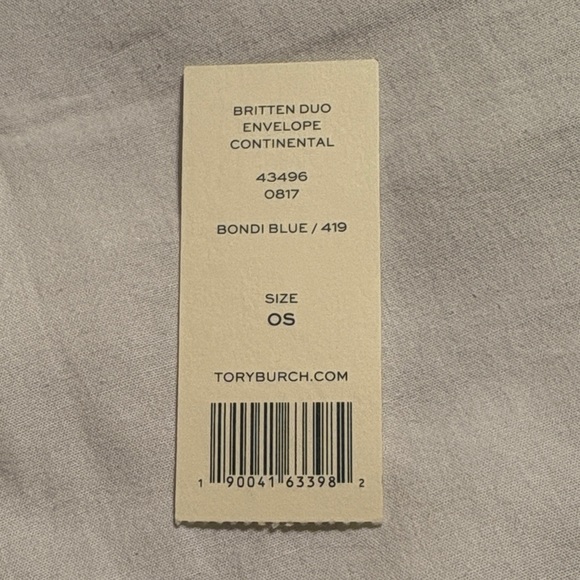 BRITTEN DUO
ENVELOPE
CONTINENTAL
43496
0817
BONDI BLUE / 419
SIZE
OS
TORYBURCH.COM
1 90041 63398 2